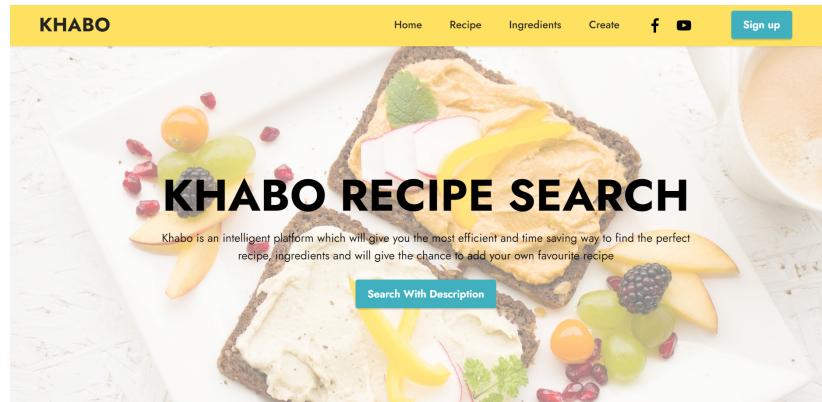 KHABO
Home Recipe Ingredients Create Sign up
KHABO RECIPE SEARCH
Khabo is an intelligent platform which will give you the most efficient and time saving way to find the perfect
recipe, ingredients and will give the chance to add your own favourite recipe
Search With Description